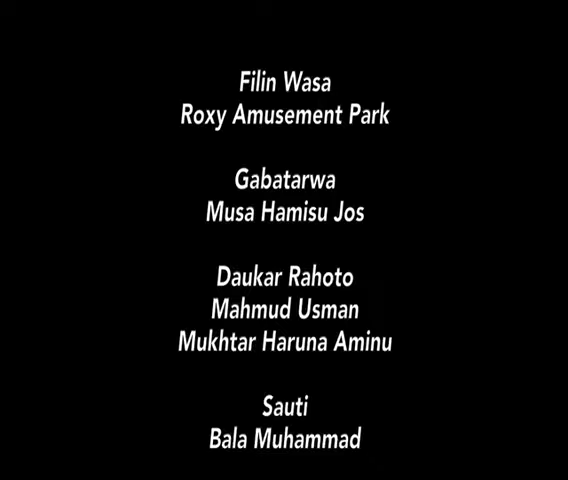 Filin Wasa
Roxy Amusement Park
Gabatarwa
Musa Hamisu Jos
Daukar Rahoto
Mahmud Usman
Mukhtar Haruna Aminu
Sauti
Bala Muhammad